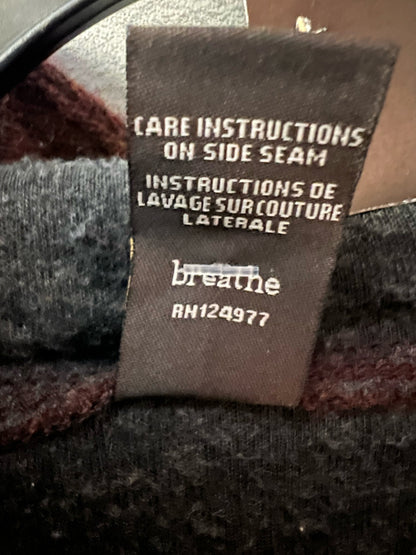 CARE INSTRUCTIONS
ON SIDE SEAM
INSTRUCTIONS DE
LAVAGE SUR COUTURE
LATERALE
breathe
RN124977